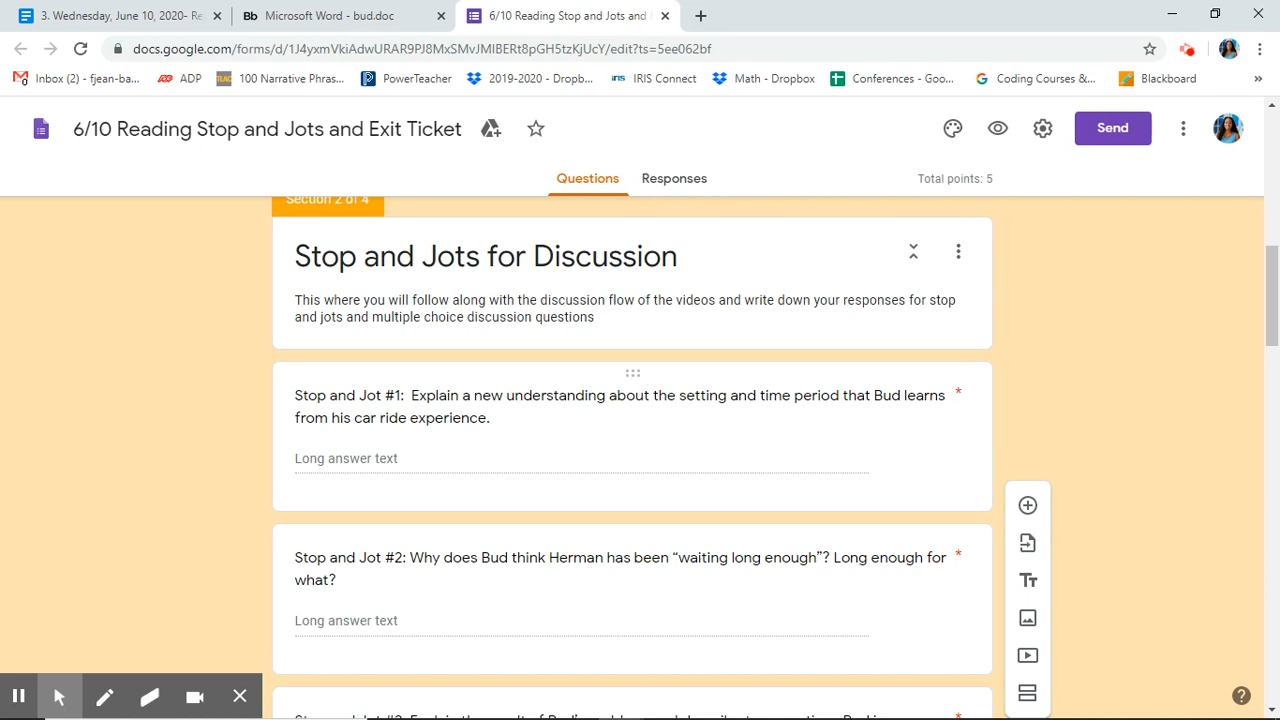 3. Wednesday, June 10, 2020- R
Bb Microsoft Word - bud.doc
6/10 Reading Stop and Jots and
docs.google.com/forms/d/1J4yxmVkiAdwURAR9PJ8MxSMvJMIBERt8pGH5tzKjUcY/edit?ts=5ee062bf
Inbox (2) - fjean-ba...
ADP
100 Narrative Phras...
PowerTeacher
2019-2020 - Dropb...
IRIS Connect
Math - Dropbox
Conferences - Goo...
Coding Courses &...
Blackboard
6/10 Reading Stop and Jots and Exit Ticket
Send
Questions
Responses
Total points: 5
Section 2 of 4
Stop and Jots for Discussion
This where you will follow along with the discussion flow of the videos and write down your responses for stop
and jots and multiple choice discussion questions
Stop and Jot #1:  Explain a new understanding about the setting and time period that Bud learns *
from his car ride experience.
Long answer text
Stop and Jot #2: Why does Bud think Herman has been “waiting long enough”? Long enough for *
what?
Long answer text